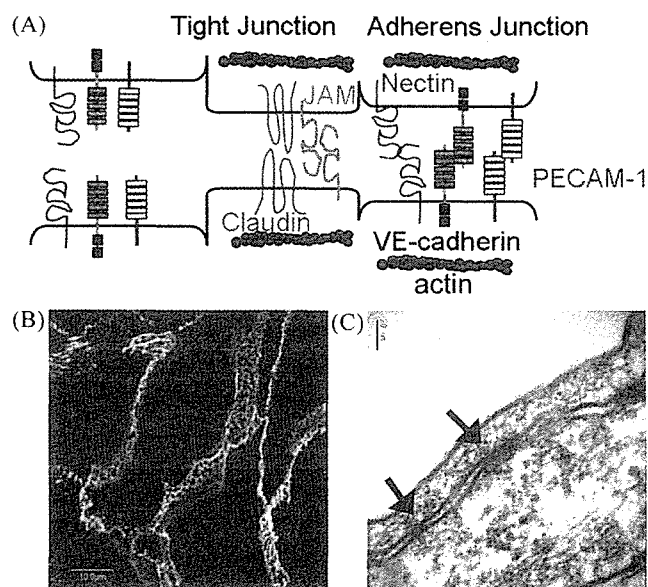 (A)
Tight Junction
Adherens Junction
JAM
Nectin
Claudin
PECAM-1
VE-cadherin
actin
(B)
(C)